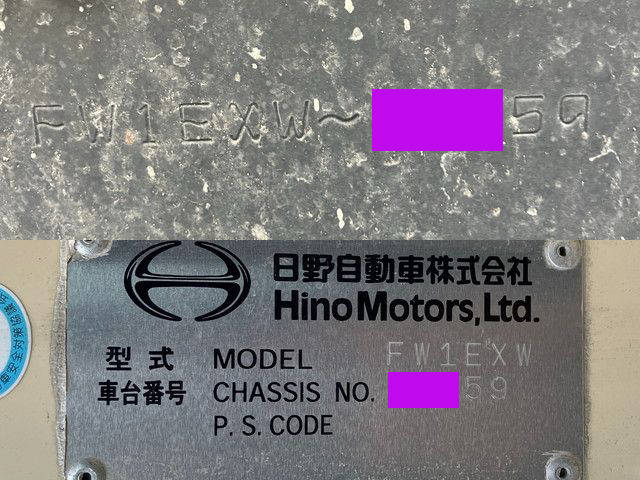 FW1EXW~ 59
日野自動車株式会社
Hino Motors, Ltd.
型式 MODEL FW1EXW
車台番号 CHASSIS NO. 59
P.S.CODE